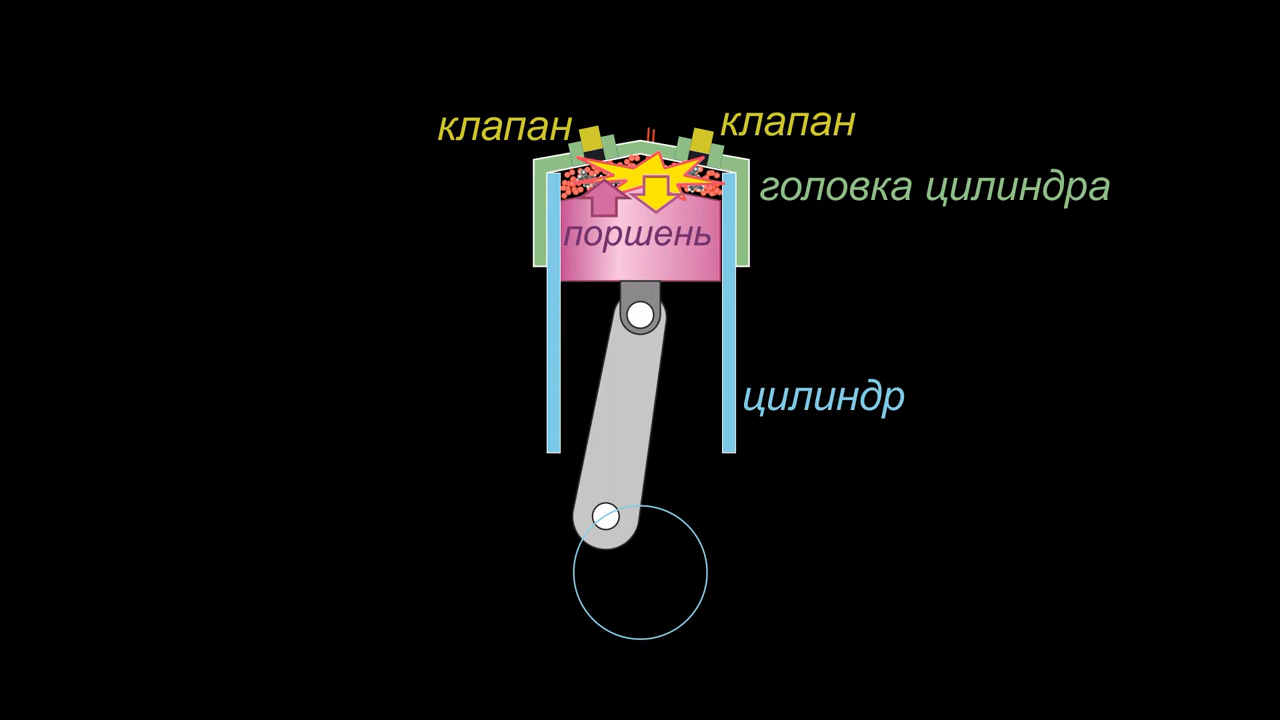 клапан
клапан
головка цилиндра
поршень
цилиндр